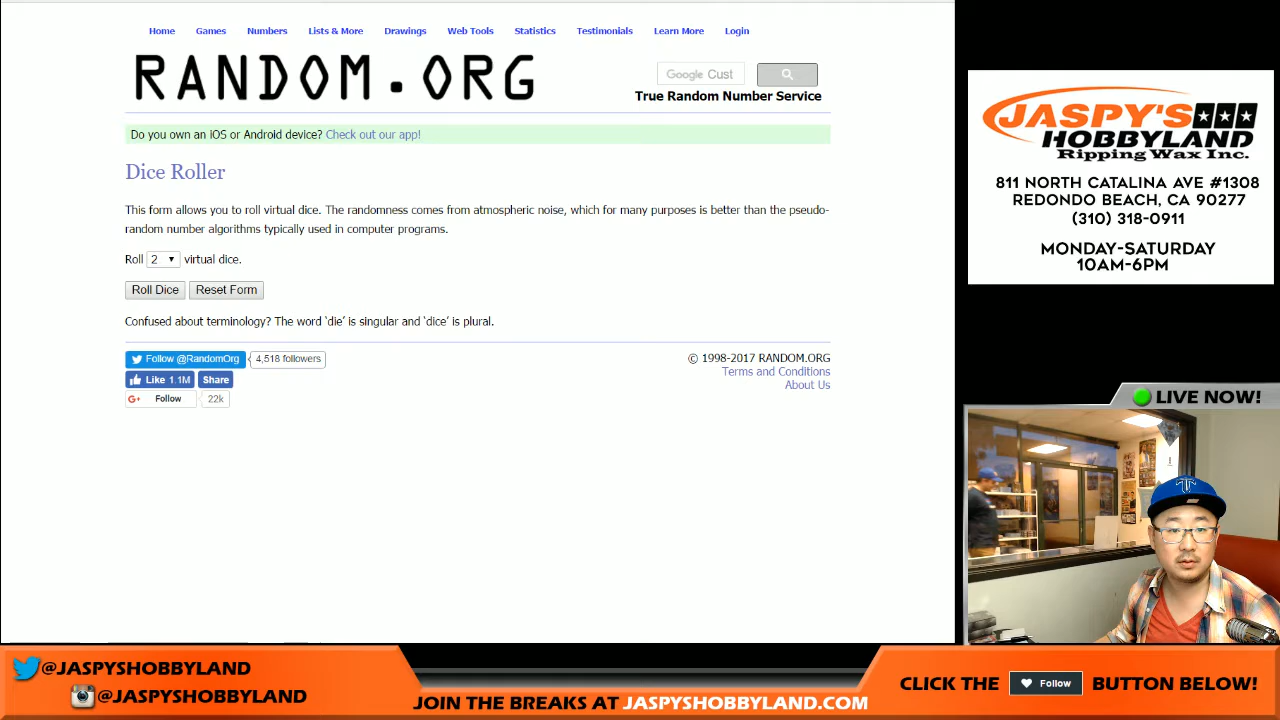 Home Games Numbers Lists & More Drawings Web Tools Statistics Testimonials Learn More Login
RANDOM.ORG
Google Cust
True Random Number Service
Do you own an iOS or Android device? Check out our app!
Dice Roller
This form allows you to roll virtual dice. The randomness comes from atmospheric noise, which for many purposes is better than the pseudo-
random number algorithms typically used in computer programs.
Roll 2 virtual dice.
Roll Dice Reset Form
Confused about terminology? The word 'die' is singular and 'dice' is plural.
Follow @RandomOrg 4,518 followers
Like 1.1M Share
G+ Follow 22k
© 1998-2017 RANDOM.ORG
Terms and Conditions
About Us
JASPY'S
HOBBYLAND
Ripping Wax Inc.
811 NORTH CATALINA AVE #1308
REDONDO BEACH, CA 90277
(310) 318-0911
MONDAY-SATURDAY
10AM-6PM
LIVE NOW!
@JASPYSHOBBYLAND
@JASPYSHOBBYLAND
JOIN THE BREAKS AT JASPYSHOBBYLAND.COM
CLICK THE Follow BUTTON BELOW!